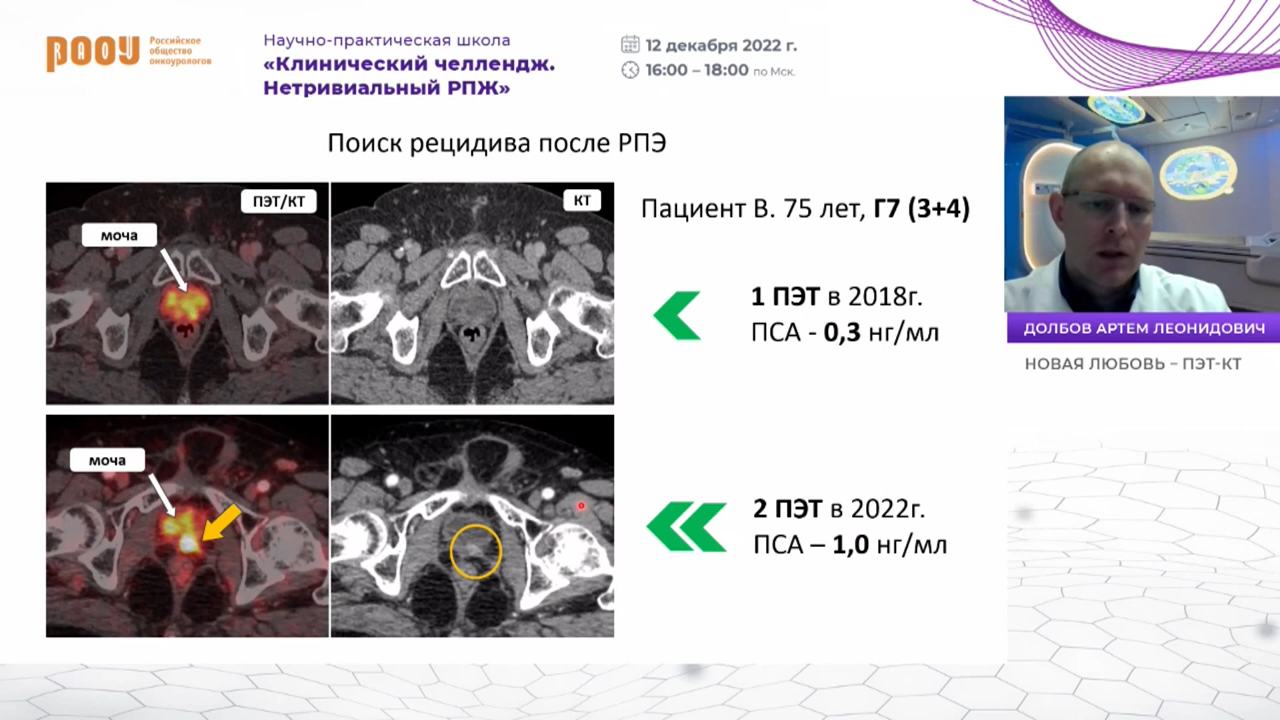 РАОУ
Российское
общество
онкоурологов
Научно-практическая школа
«Клинический челлендж.
Нетривиальный РПЖ»
12 декабря 2022 г.
16:00 – 18:00 по Мск.
Поиск рецидива после РПЭ
ПЭТ/КТ
КТ
моча
Пациент В. 75 лет, Г7 (3+4)
1 ПЭТ в 2018г.
ПСА - 0,3 нг/мл
моча
2 ПЭТ в 2022г.
ПСА – 1,0 нг/мл
ДОЛБОВ АРТЕМ ЛЕОНИДОВИЧ
НОВАЯ ЛЮБОВЬ – ПЭТ-КТ